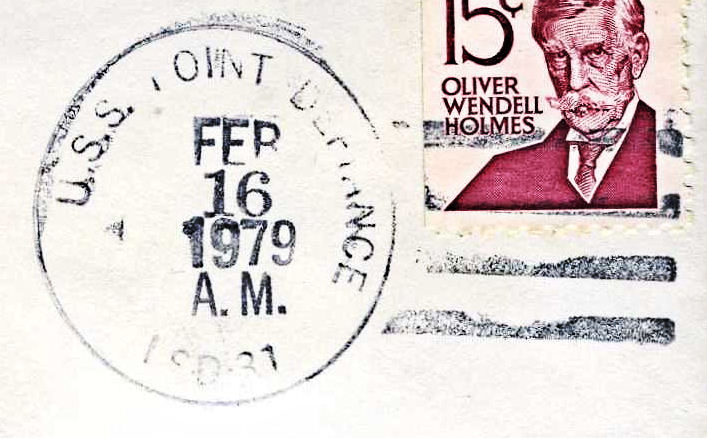 U.S.S. POINT DEFIANCE
FEB
16
1979
A.M.
LSD-31
15¢
OLIVER
WENDELL
HOLMES